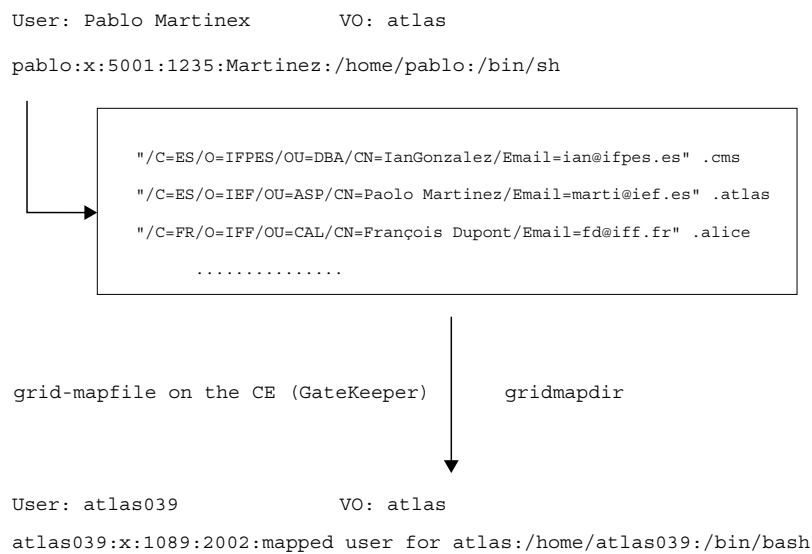 User: Pablo Martinex VO: atlas
pablo:x:5001:1235:Martinez:/home/pablo:/bin/sh
"/C=ES/O=IFPES/OU=DBA/CN=IanGonzalez/Email=ian@ifpes.es" .cms
"/C=ES/O=IEF/OU=ASP/CN=Paolo Martinez/Email=marti@ief.es" .atlas
"/C=FR/O=IFF/OU=CAL/CN=François Dupont/Email=fd@iff.fr" .alice
...............
grid-mapfile on the CE (GateKeeper) gridmapdir
User: atlas039 VO: atlas
atlas039:x:1089:2002:mapped user for atlas:/home/atlas039:/bin/bash